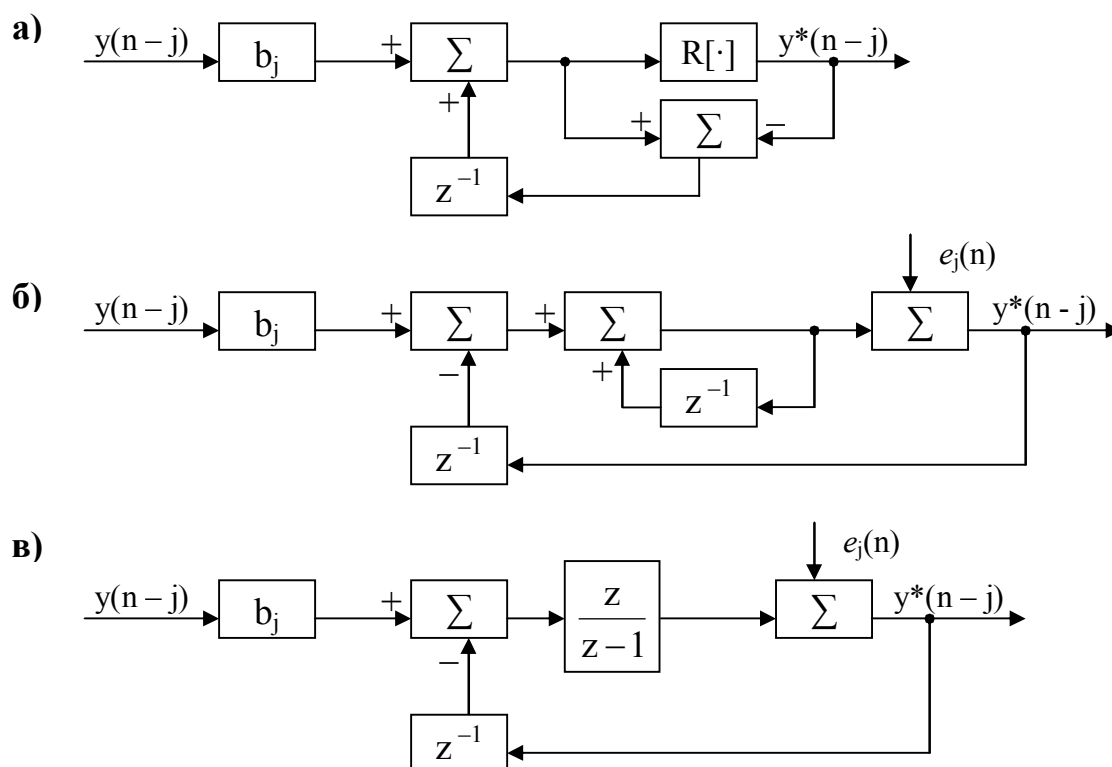 а)
y(n – j) b_j + Σ R[·] y*(n – j)
+ + Σ –
z⁻¹
e_j(n)
б)
y(n – j) b_j + Σ + Σ Σ y*(n - j)
– + z⁻¹
z⁻¹
в)
e_j(n)
y(n – j) b_j + Σ z/(z – 1) Σ y*(n – j)
–
z⁻¹